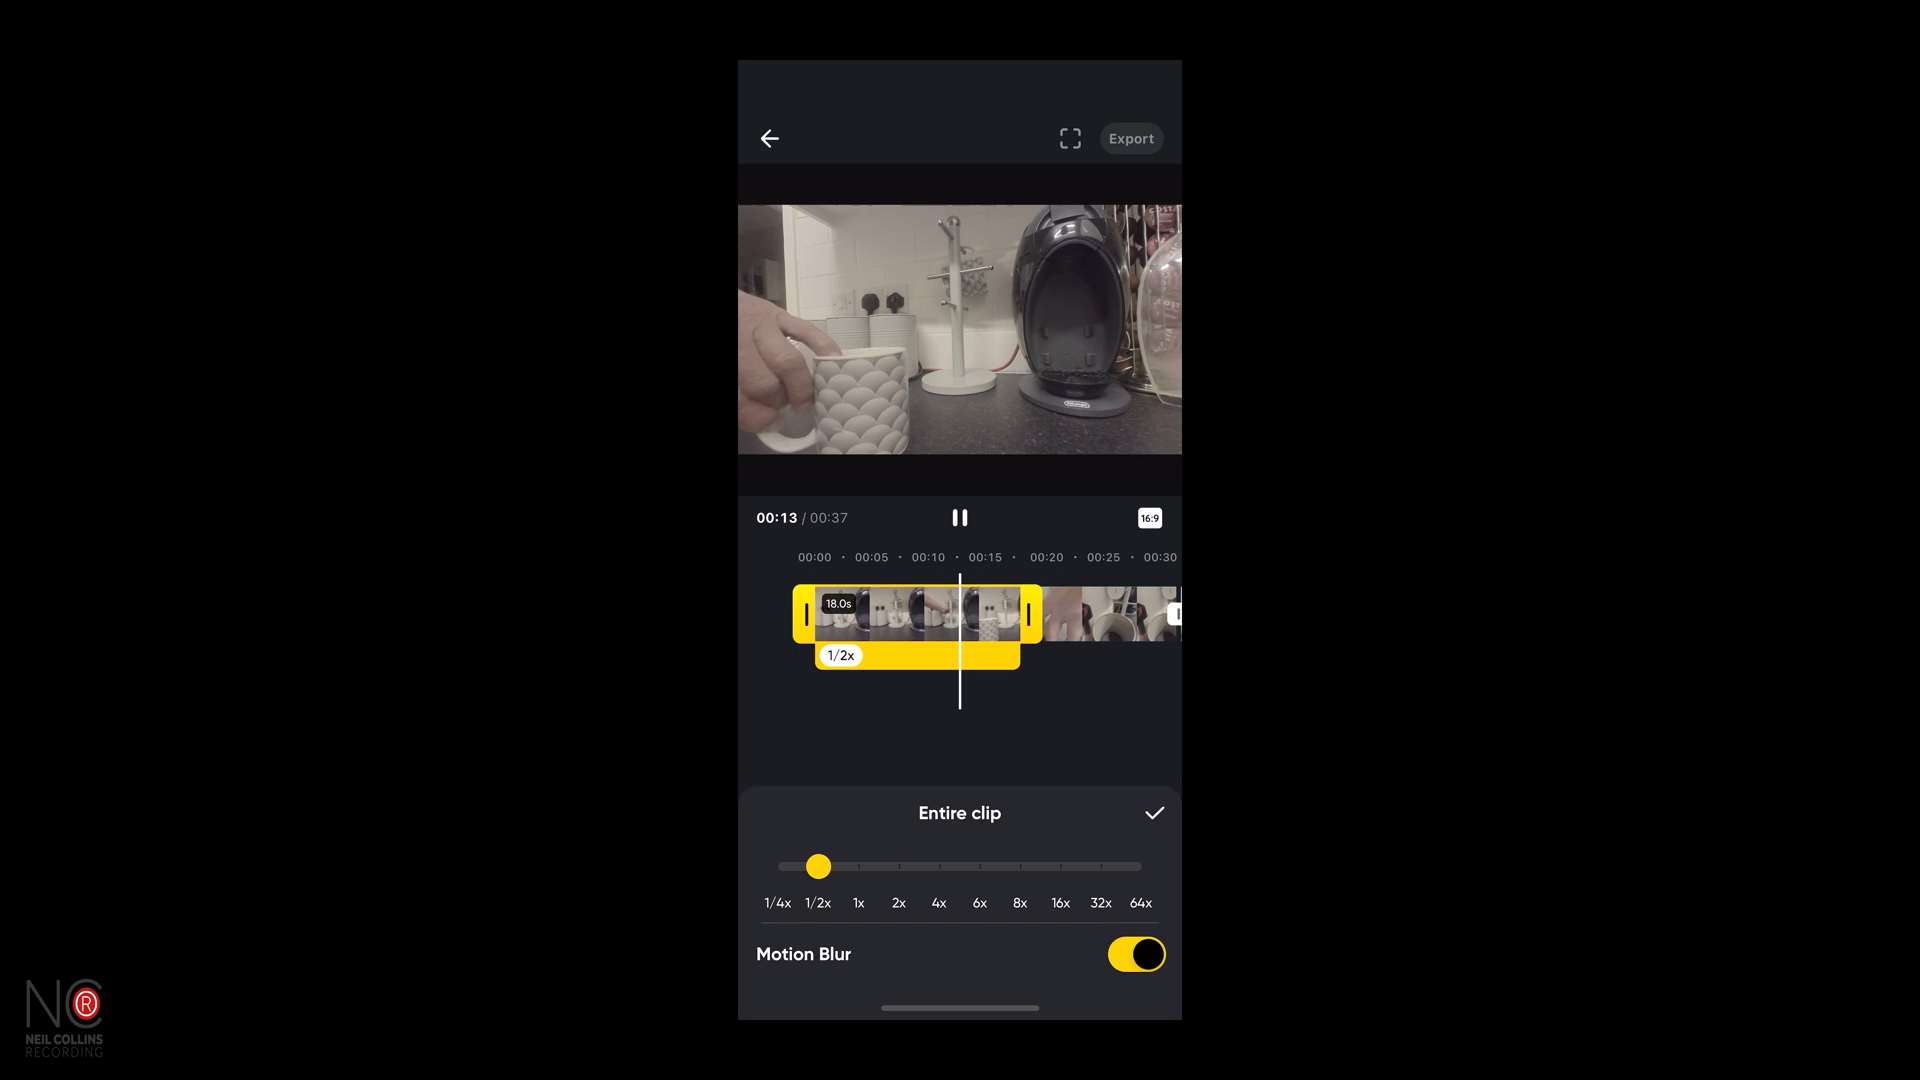 Export
00:13 / 00:37
16:9
00:00 · 00:05 · 00:10 · 00:15 · 00:20 · 00:25 · 00:30
18.0s
1/2x
Entire clip
1/4x 1/2x 1x 2x 4x 6x 8x 16x 32x 64x
Motion Blur
NC®
NEIL COLLINS
RECORDING